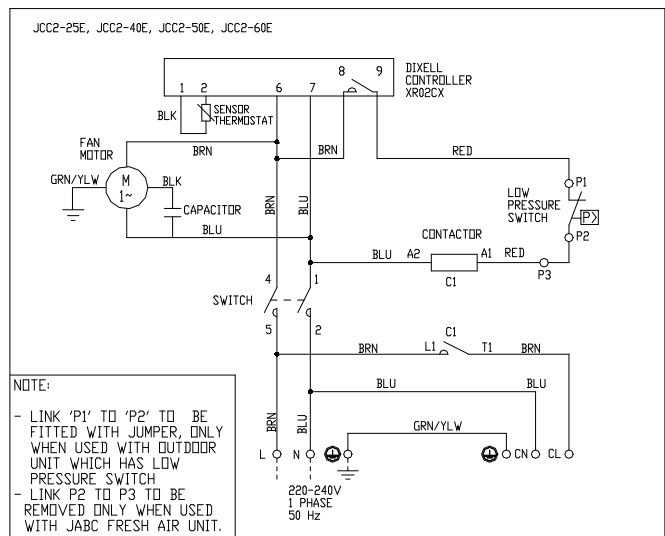 JCC2-25E, JCC2-40E, JCC2-50E, JCC2-60E
8 9
DIXELL
CONTROLLER
XR02CX
1 2 6 7
BLK
SENSOR
THERMOSTAT
FAN
MOTOR
BRN
BRN
RED
GRN/YLW
M
1~
BLK
CAPACITOR
BLU
BRN
BLU
LOW
PRESSURE
SWITCH
P1
P>
P2
CONTACTOR
BLU A2 A1 RED
C1
P3
4 1
SWITCH
5 2
C1
BRN L1 T1 BRN
BLU BLU
BRN
BLU
GRN/YLW
L N CN CL
220-240V
1 PHASE
50 Hz
NOTE:
- LINK 'P1' TO 'P2' TO BE
FITTED WITH JUMPER, ONLY
WHEN USED WITH OUTDOOR
UNIT WHICH HAS LOW
PRESSURE SWITCH
- LINK P2 TO P3 TO BE
REMOVED ONLY WHEN USED
WITH JABC FRESH AIR UNIT.